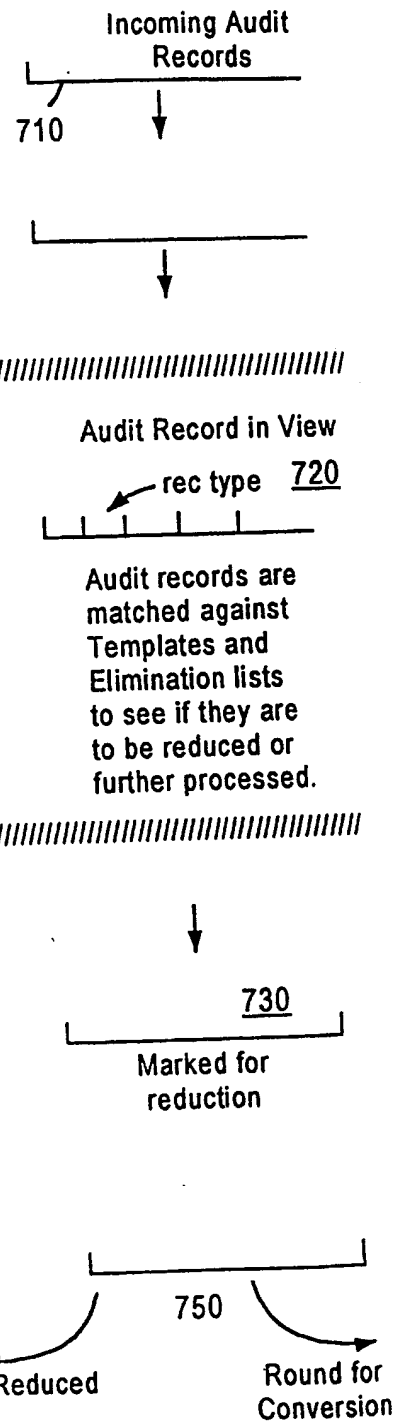 Incoming Audit
Records
710
Audit Record in View
rec type 720
Audit records are
matched against
Templates and
Elimination lists
to see if they are
to be reduced or
further processed.
730
Marked for
reduction
750
Reduced
Round for
Conversion